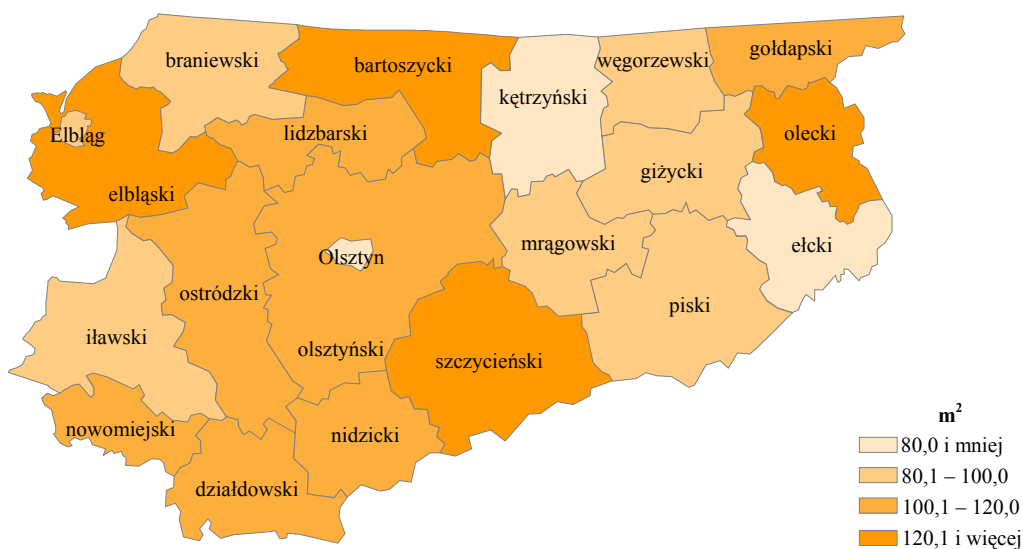 gołdapski
braniewski
bartoszycki
węgorzewski
kętrzyński
Elbląg
lidzbarski
olecki
giżycki
elbląski
mrągowski
ełcki
Olsztyn
ostródzki
piski
iławski
olsztyński
szczycieński
nowomiejski
nidzicki
działdowski
m²
80,0 i mniej
80,1 – 100,0
100,1 – 120,0
120,1 i więcej